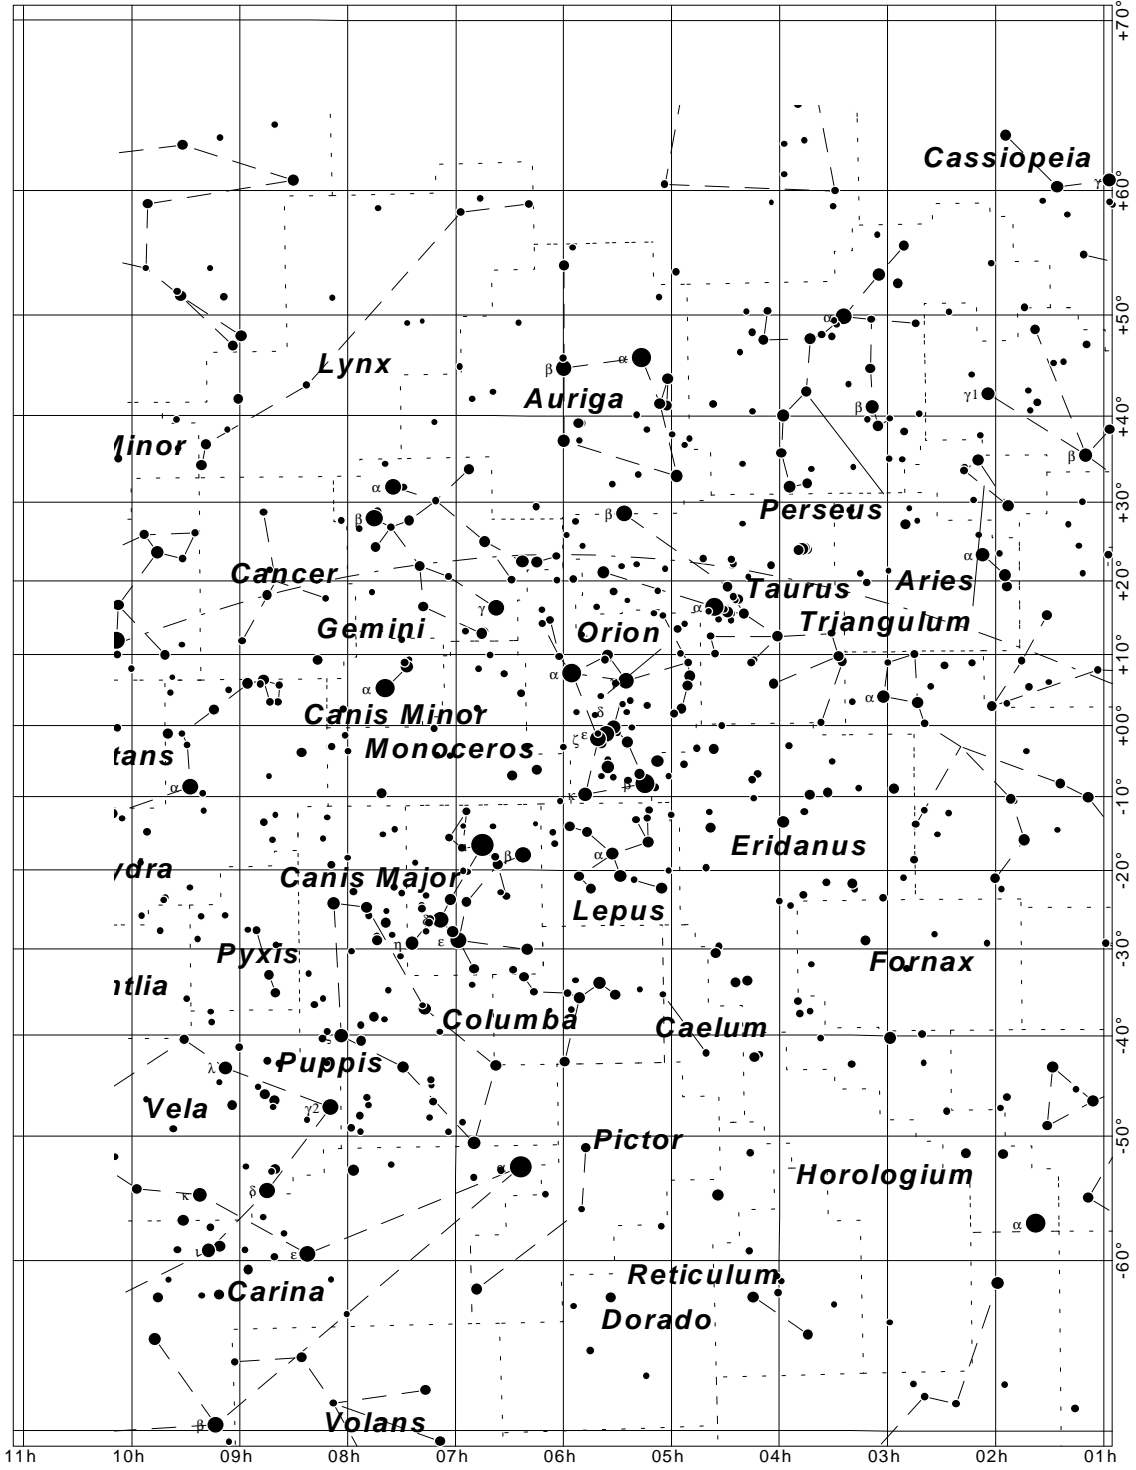 +70°
Cassiopeia
γ
+60°
+50°
α
Lynx
α
β
Auriga
γ1
β
+40°
Minor
β
α
+30°
Perseus
β
β
α
Cancer
Taurus
Aries
+20°
γ
α
Gemini
Orion
Triangulum
+10°
α
α
α
Canis Minor
δ
+00°
tans
Monoceros
ζ
ε
α
κ
β
-10°
Eridanus
β
α
ydra
Canis Major
-20°
Lepus
δ
η
ε
-30°
Pyxis
Fornax
ntlia
Columba
Caelum
ζ
-40°
λ
Puppis
Vela
γ2
-50°
Pictor
α
Horologium
κ
δ
α
ι
ε
-60°
Carina
Reticulum
Dorado
β
Volans
11h 10h 09h 08h 07h 06h 05h 04h 03h 02h 01h